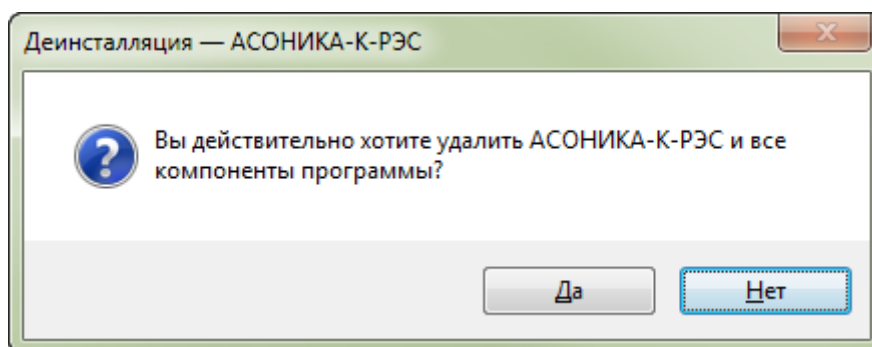 Деинсталляция — АСОНИКА-К-РЭС
Вы действительно хотите удалить АСОНИКА-К-РЭС и все
компоненты программы?
Да
Нет